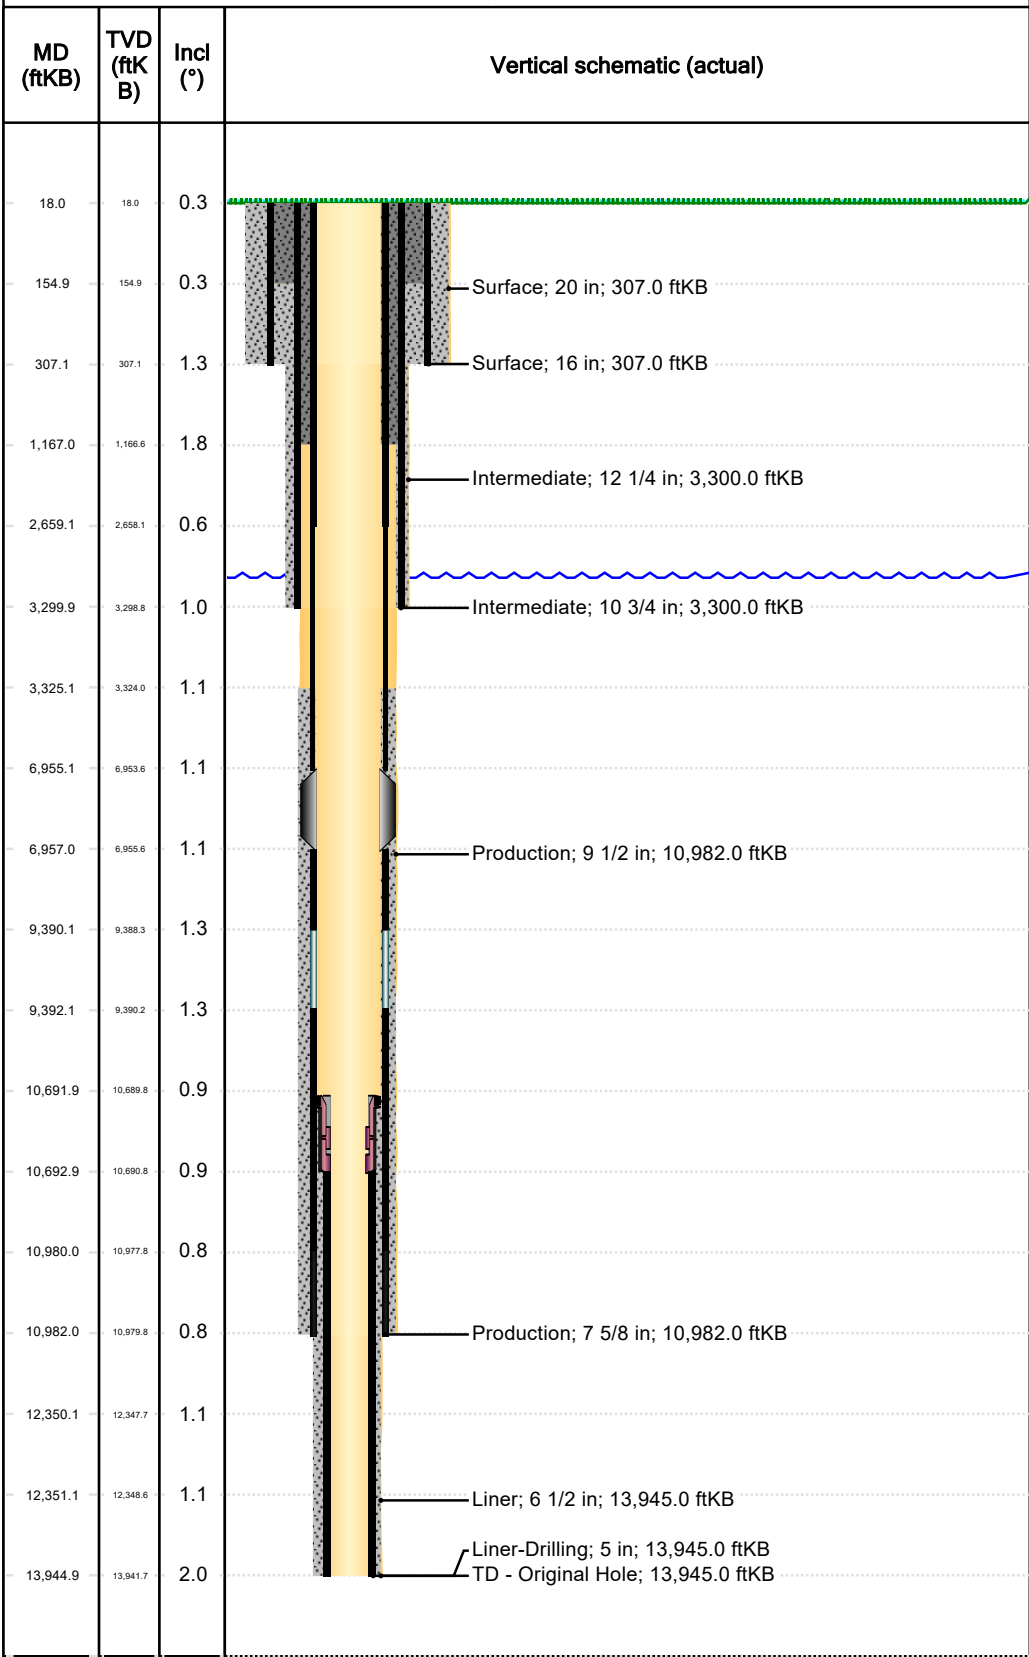 MD (ftKB) TVD (ftK B) Incl (°) Vertical schematic (actual)
18.0 18.0 0.3
154.9 154.9 0.3 Surface; 20 in; 307.0 ftKB
307.1 307.1 1.3 Surface; 16 in; 307.0 ftKB
1,167.0 1,166.6 1.8
Intermediate; 12 1/4 in; 3,300.0 ftKB
2,659.1 2,658.1 0.6
3,299.9 3,298.8 1.0 Intermediate; 10 3/4 in; 3,300.0 ftKB
3,325.1 3,324.0 1.1
6,955.1 6,953.6 1.1
6,957.0 6,955.6 1.1 Production; 9 1/2 in; 10,982.0 ftKB
9,390.1 9,388.3 1.3
9,392.1 9,390.2 1.3
10,691.9 10,689.8 0.9
10,692.9 10,690.8 0.9
10,980.0 10,977.8 0.8
10,982.0 10,979.8 0.8 Production; 7 5/8 in; 10,982.0 ftKB
12,350.1 12,347.7 1.1
12,351.1 12,348.6 1.1 Liner; 6 1/2 in; 13,945.0 ftKB
Liner-Drilling; 5 in; 13,945.0 ftKB
13,944.9 13,941.7 2.0 TD - Original Hole; 13,945.0 ftKB